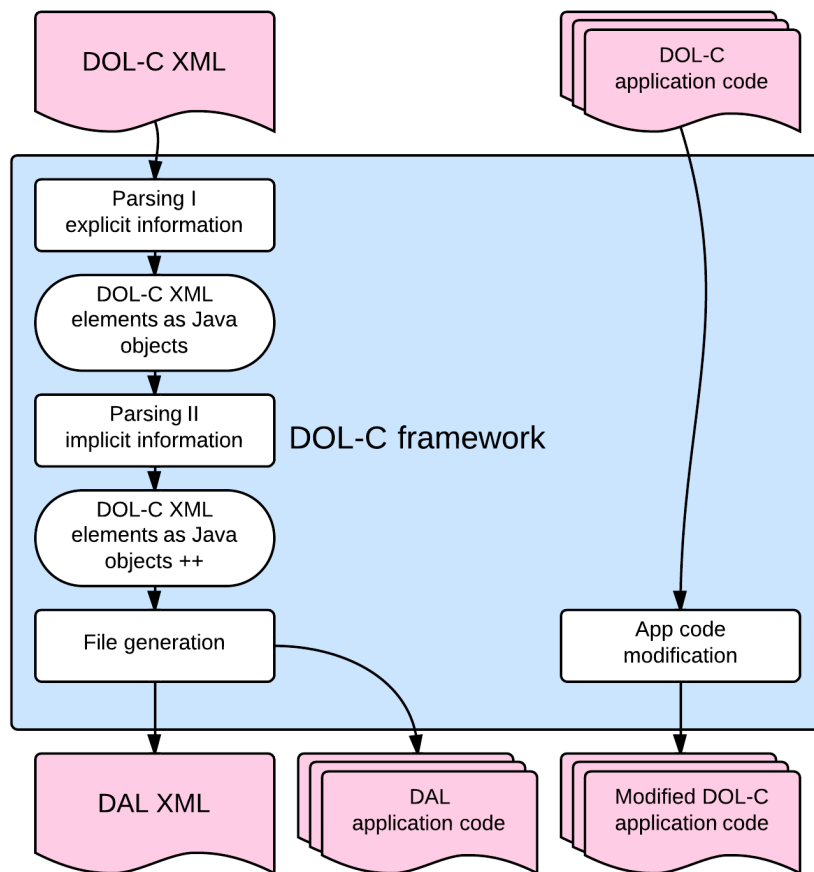 DOL-C XML
DOL-C
application code
Parsing I
explicit information
DOL-C XML
elements as Java
objects
Parsing II
implicit information
DOL-C framework
DOL-C XML
elements as Java
objects ++
File generation
App code
modification
DAL XML
DAL
application code
Modified DOL-C
application code